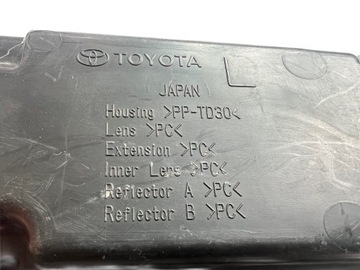 TOYOTA
JAPAN
Housing >PP-TD30<
Lens >PC<
Extension >PC<
Inner Lens >PC<
Reflector A >PC<
Reflector B >PC<